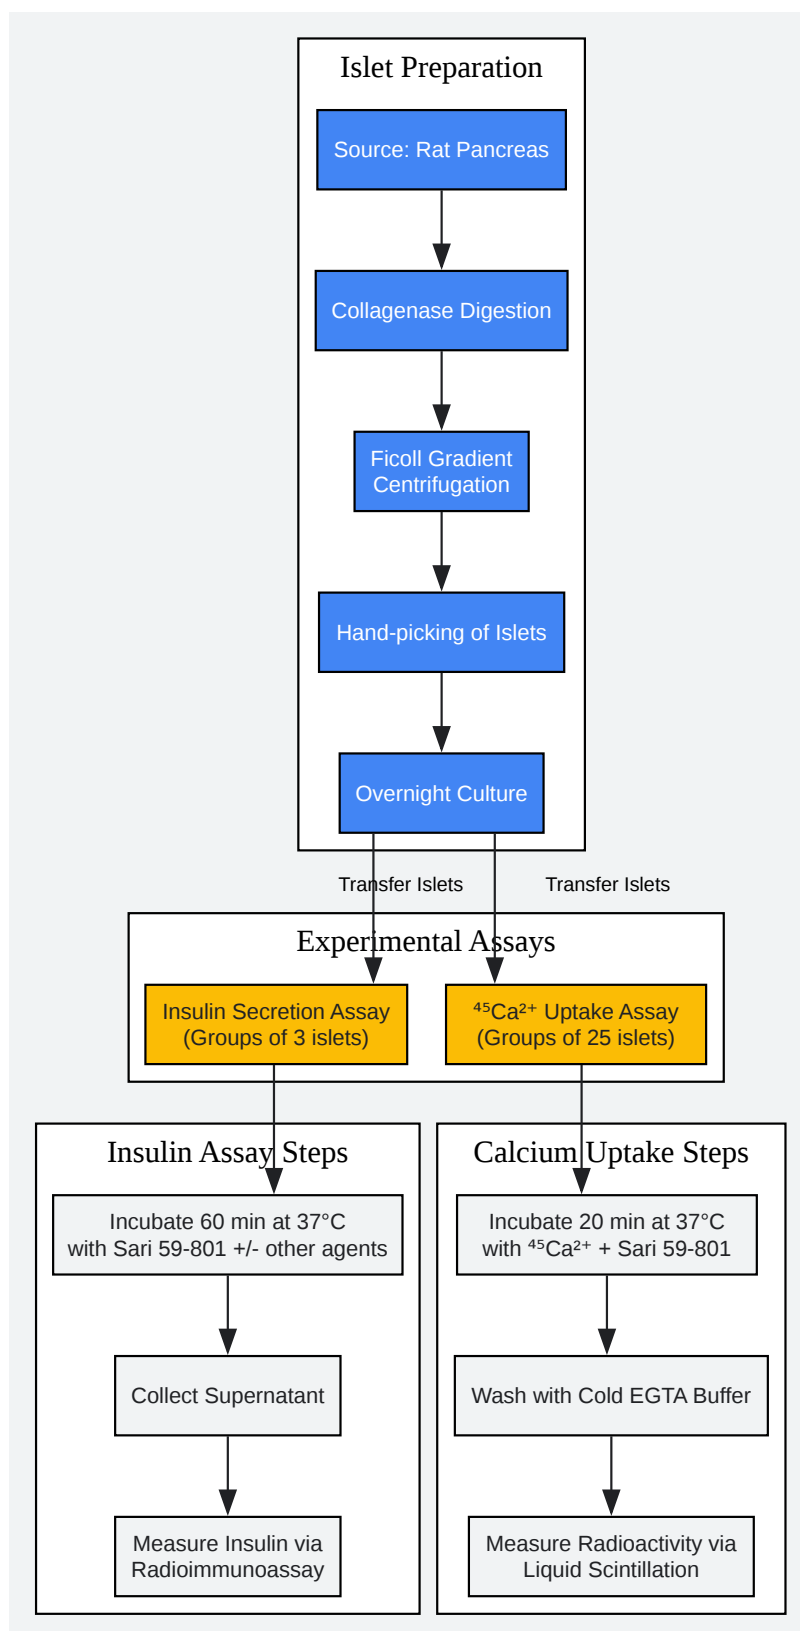 Islet Preparation
Source: Rat Pancreas
Collagenase Digestion
Ficoll Gradient
Centrifugation
Hand-picking of Islets
Overnight Culture
Transfer Islets
Transfer Islets
Experimental Assays
Insulin Secretion Assay
(Groups of 3 islets)
⁴⁵Ca²⁺ Uptake Assay
(Groups of 25 islets)
Insulin Assay Steps
Incubate 60 min at 37°C
with Sari 59-801 +/- other agents
Collect Supernatant
Measure Insulin via
Radioimmunoassay
Calcium Uptake Steps
Incubate 20 min at 37°C
with ⁴⁵Ca²⁺ + Sari 59-801
Wash with Cold EGTA Buffer
Measure Radioactivity via
Liquid Scintillation